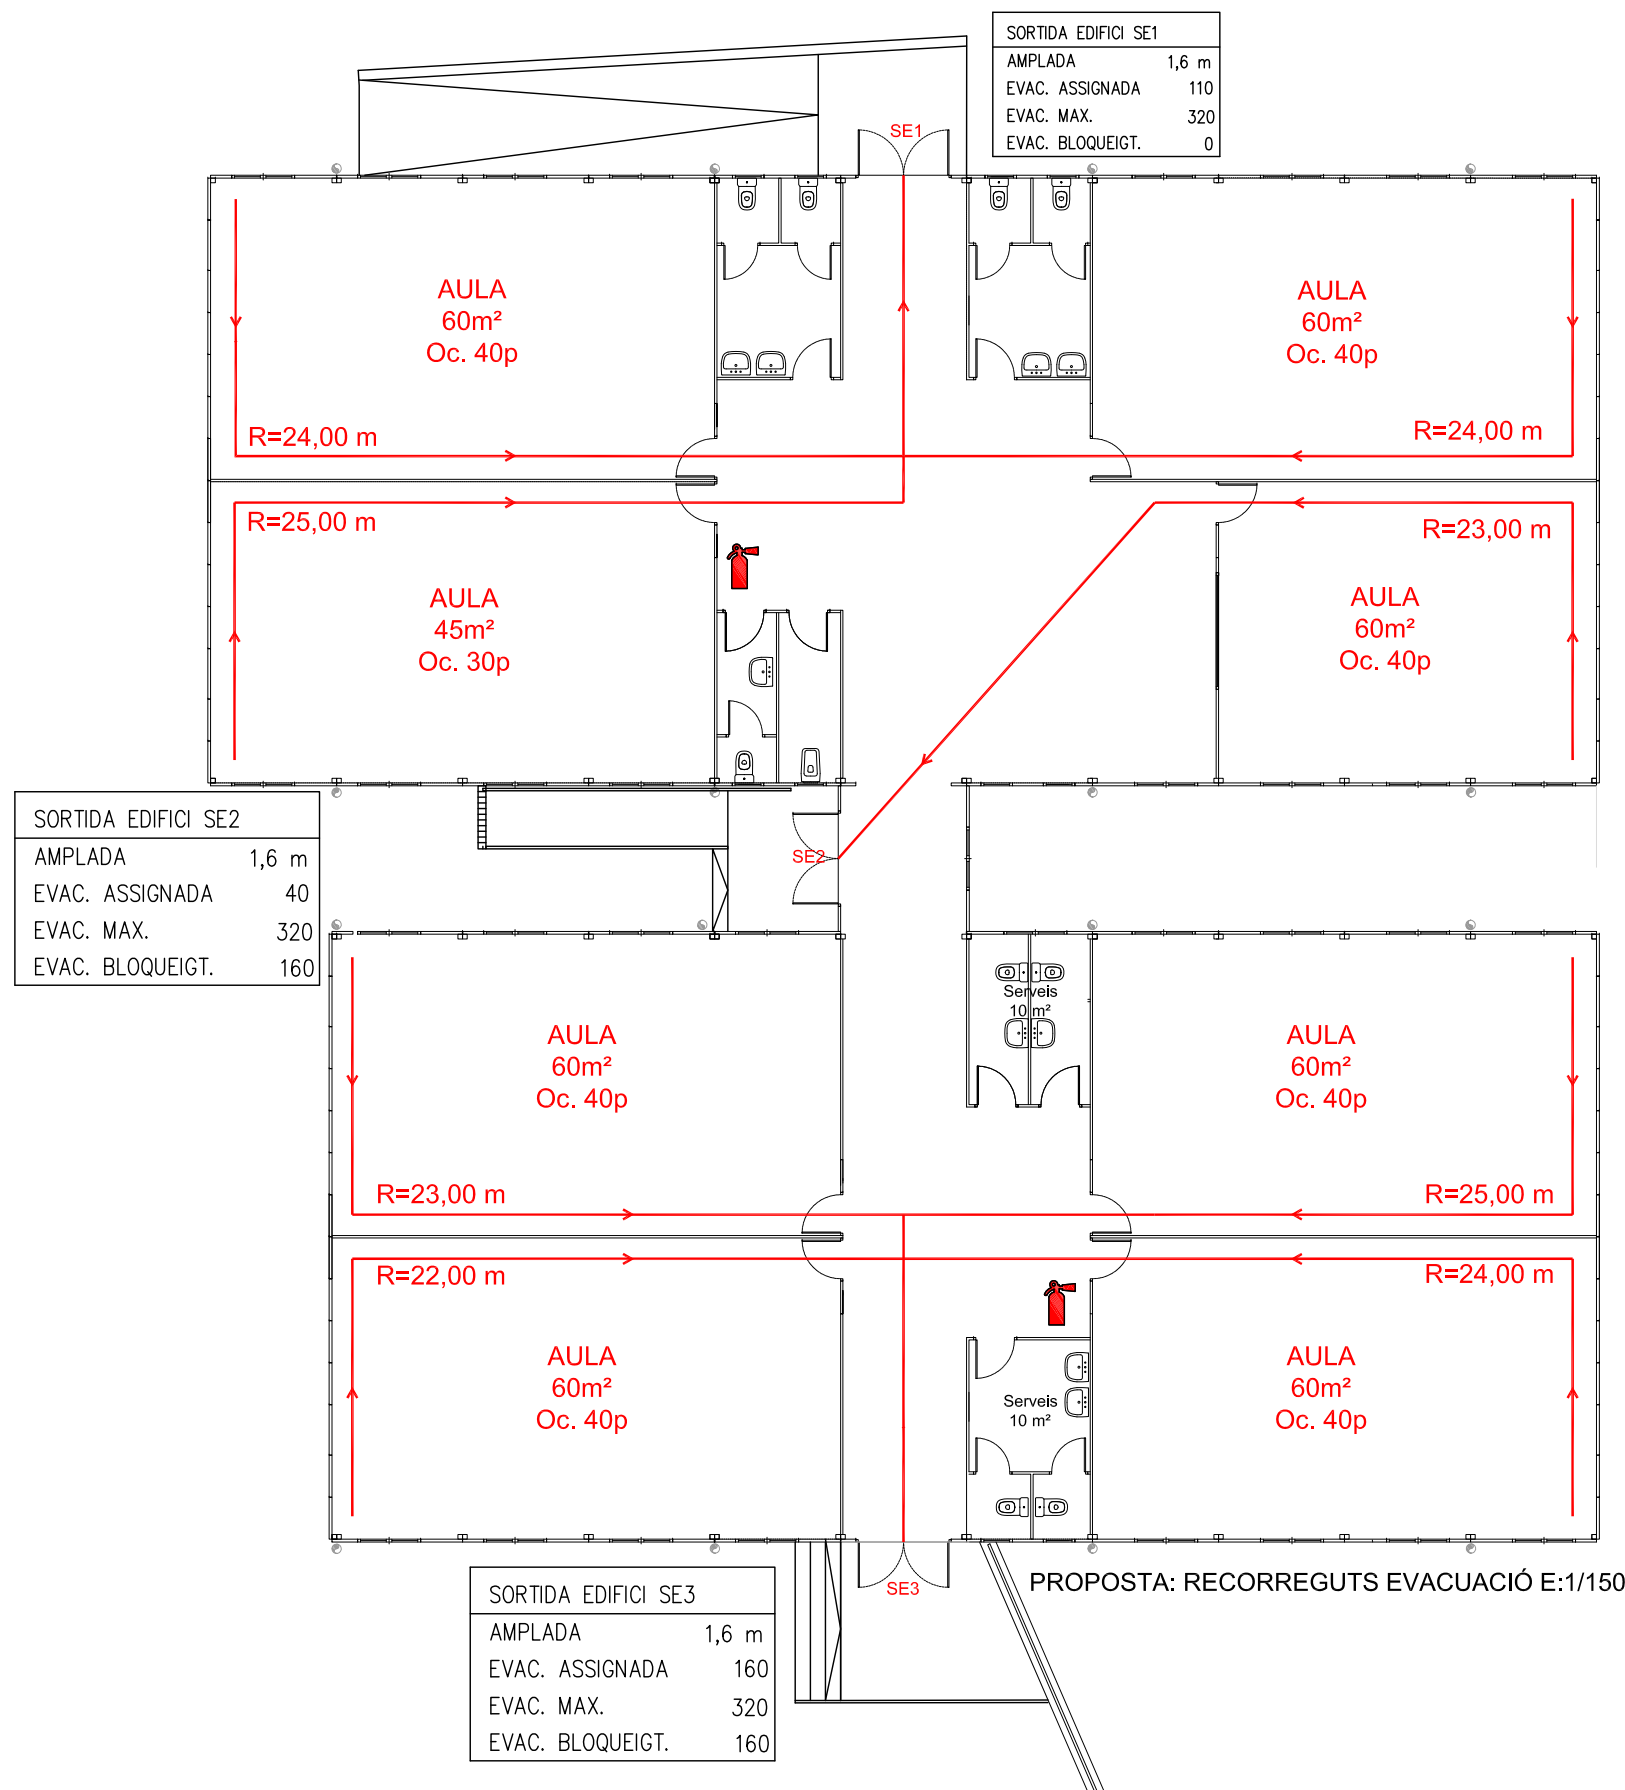 SORTIDA EDIFICI SE1
AMPLADA 1,6 m
EVAC. ASSIGNADA 110
EVAC. MAX. 320
EVAC. BLOQUEIGT. 0
SE1
AULA
60m²
Oc. 40p
R=24,00 m
AULA
60m²
Oc. 40p
R=24,00 m
R=25,00 m
AULA
45m²
Oc. 30p
R=23,00 m
AULA
60m²
Oc. 40p
SORTIDA EDIFICI SE2
AMPLADA 1,6 m
EVAC. ASSIGNADA 40
EVAC. MAX. 320
EVAC. BLOQUEIGT. 160
SE2
AULA
60m²
Oc. 40p
R=23,00 m
Serveis
10 m²
AULA
60m²
Oc. 40p
R=25,00 m
R=22,00 m
AULA
60m²
Oc. 40p
R=24,00 m
Serveis
10 m²
AULA
60m²
Oc. 40p
SE3
PROPOSTA: RECORREGUTS EVACUACIÓ E:1/150
SORTIDA EDIFICI SE3
AMPLADA 1,6 m
EVAC. ASSIGNADA 160
EVAC. MAX. 320
EVAC. BLOQUEIGT. 160